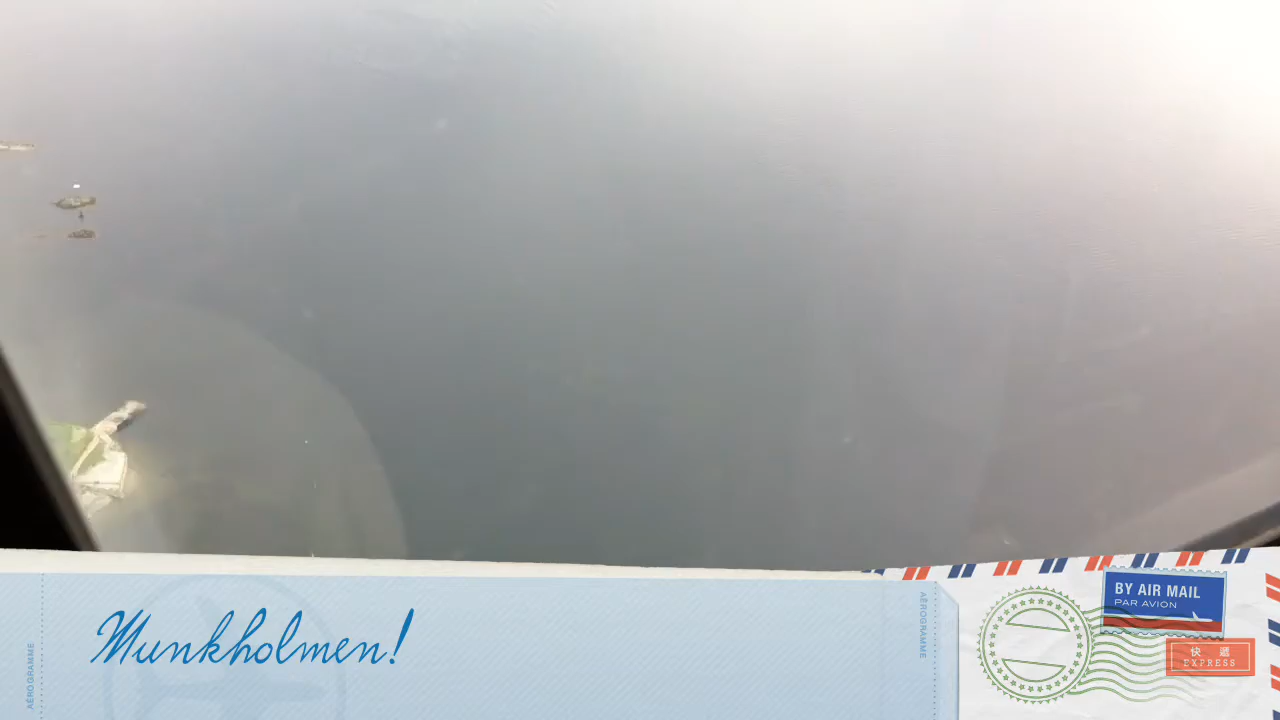 Munkholmen!
AÉROGRAMME
AÉROGRAMME
BY AIR MAIL
PAR AVION
快 遞
EXPRESS